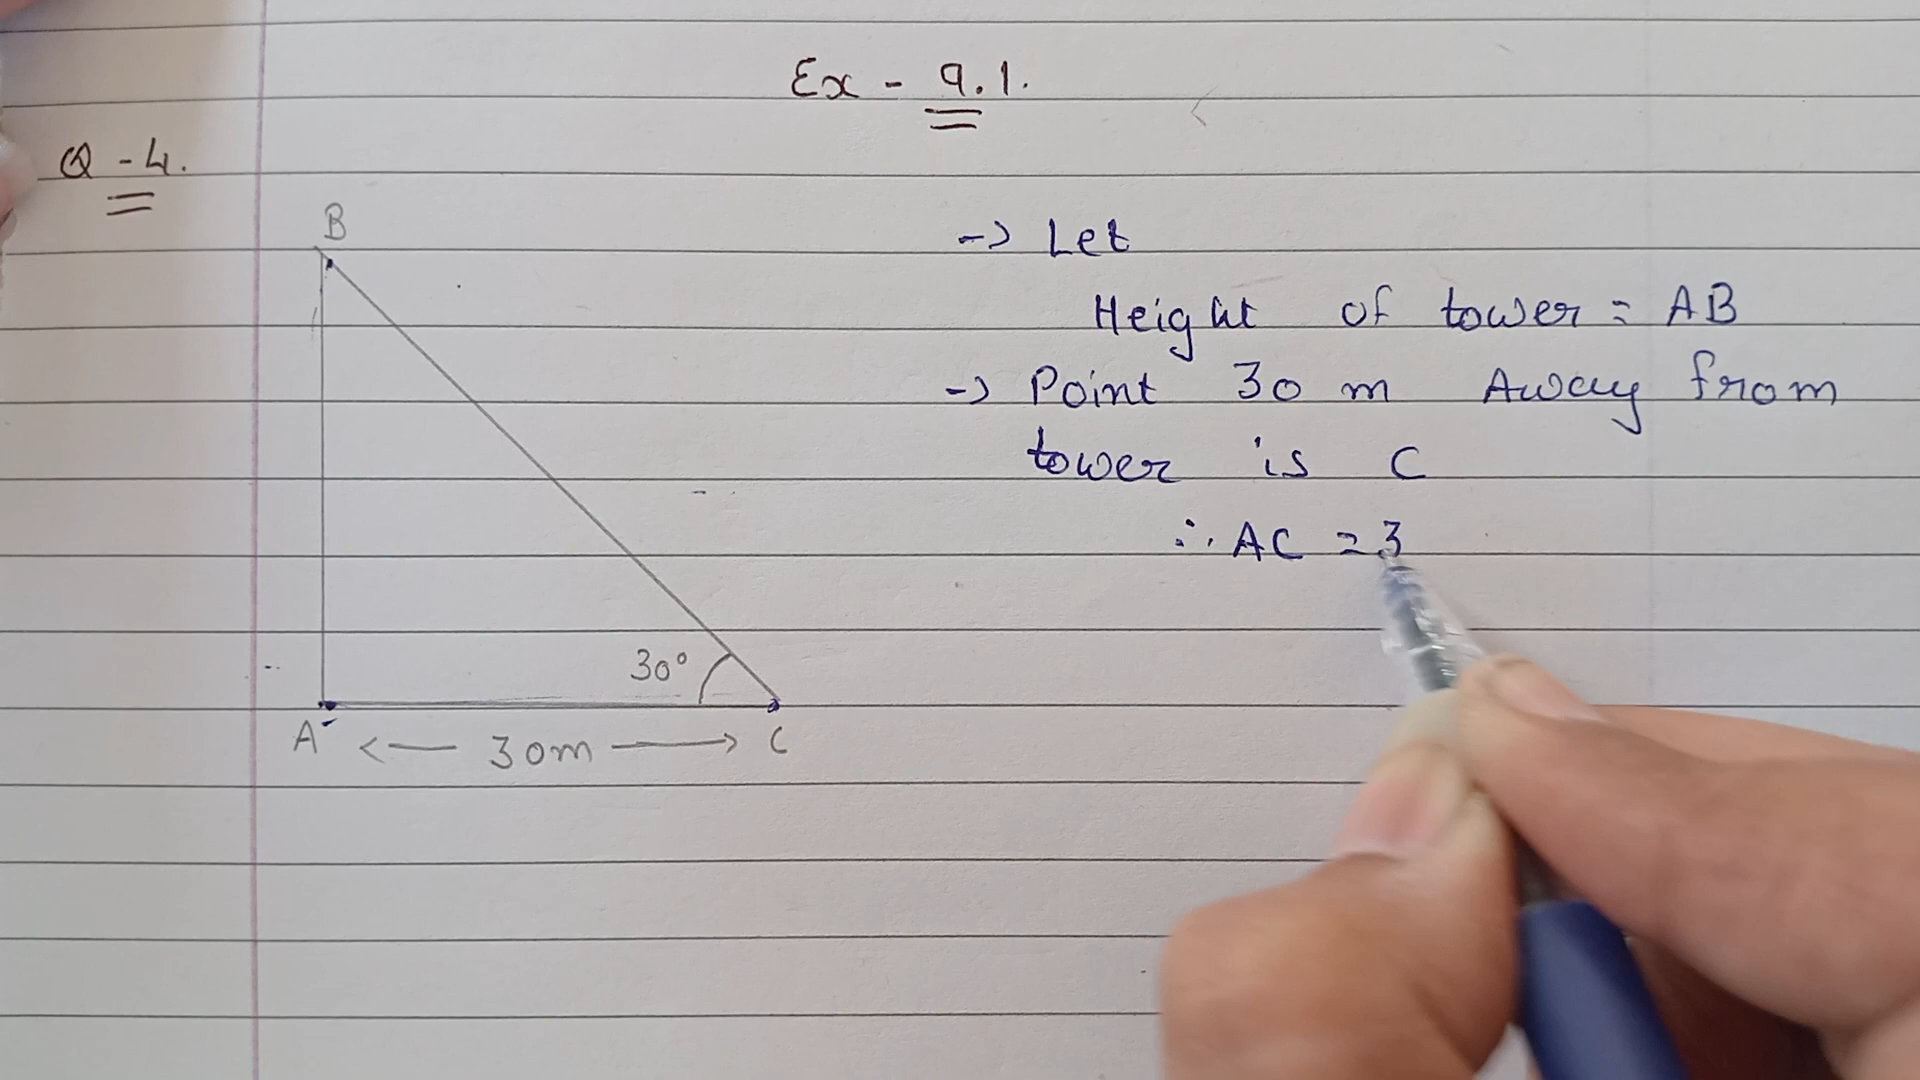 Ex - 9.1.
Q - 4.
B
30°
A
<— 30m —>
C
-> Let
Height of tower = AB
-> Point 30 m Away from
tower is C
∴ AC = 3